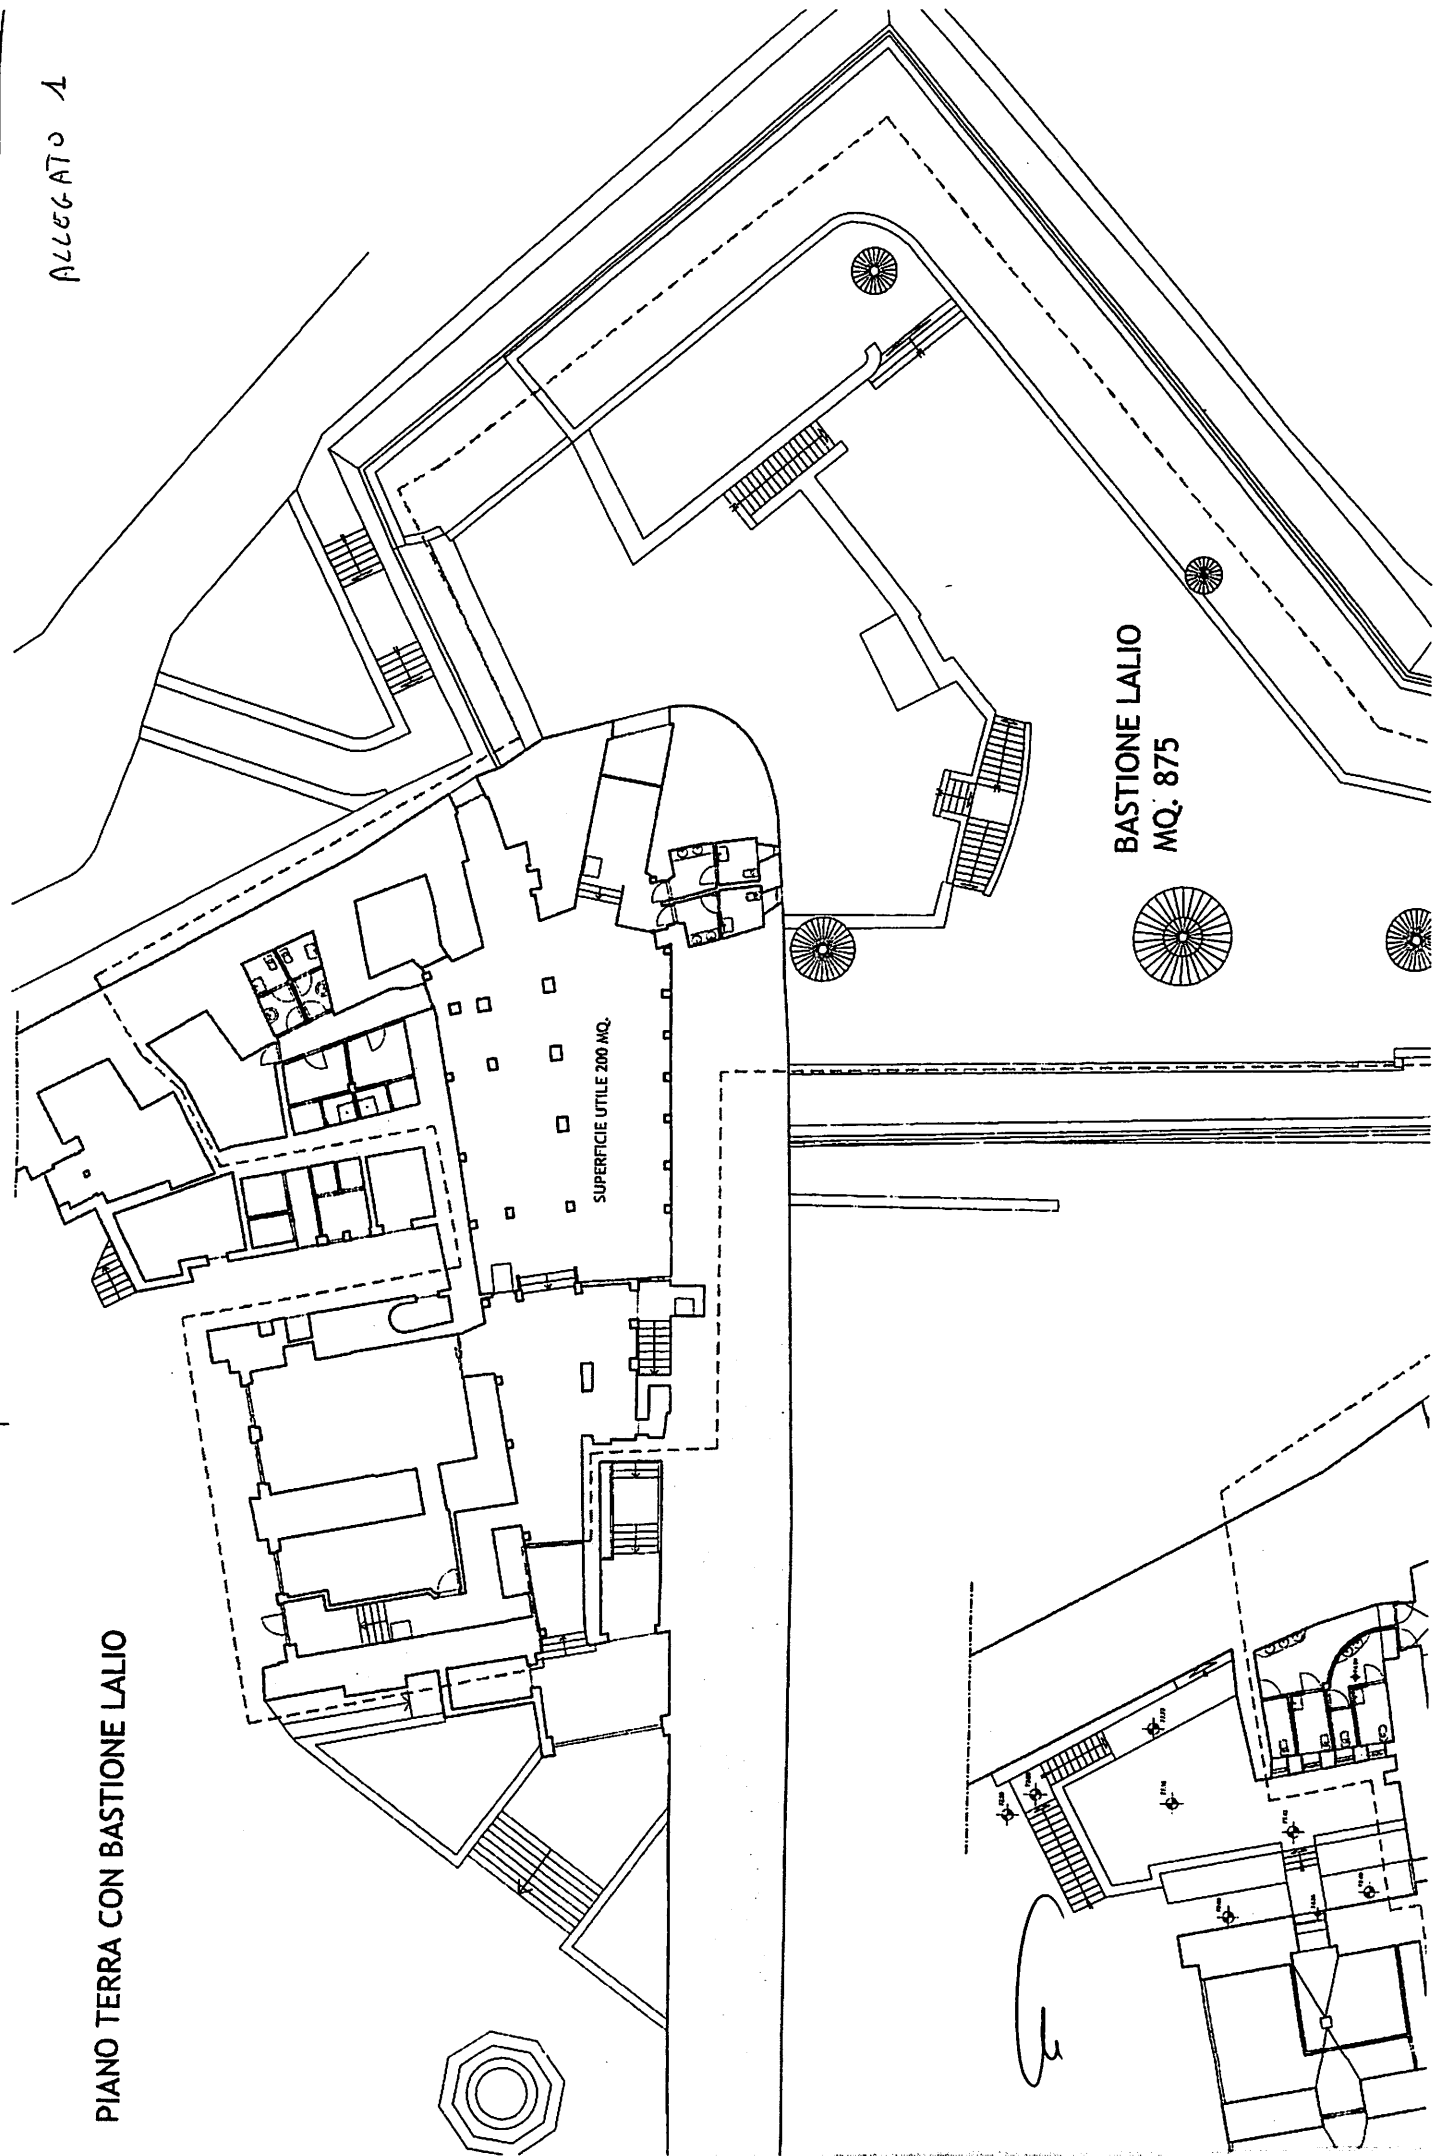 ALLEGATO 1
PIANO TERRA CON BASTIONE LALIO
SUPERFICIE UTILE 200 MQ.
BASTIONE LALIO
MQ. 875